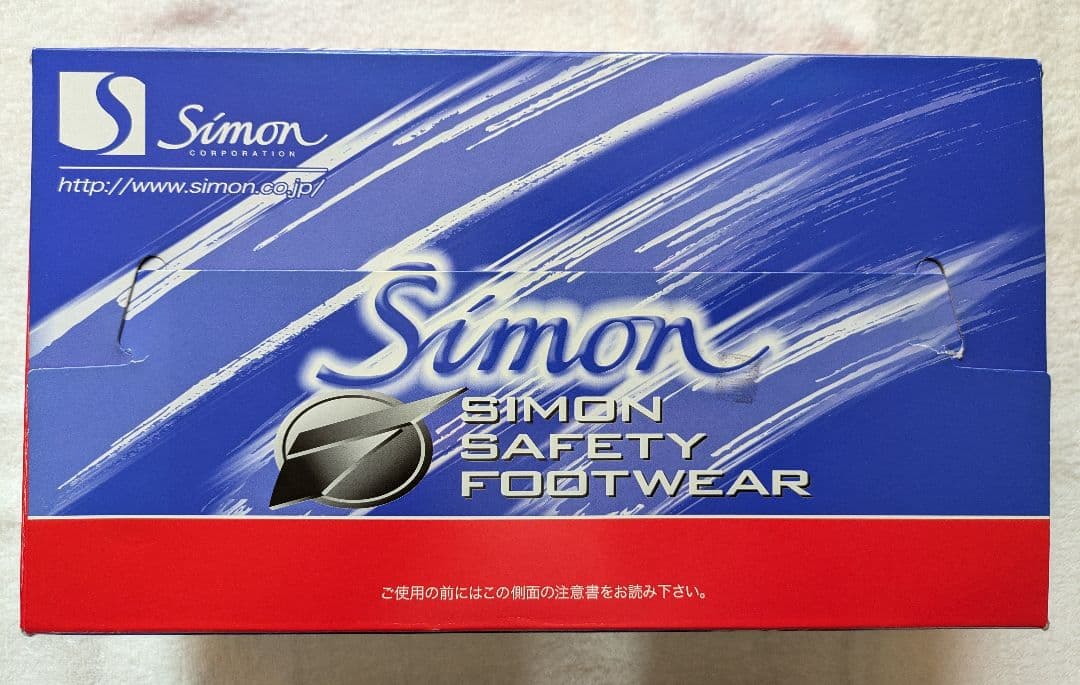 Simon
CORPORATION
http://www.simon.co.jp/
Simon
SIMON
SAFETY
FOOTWEAR
ご使用の前にはこの側面の注意書をお読み下さい。